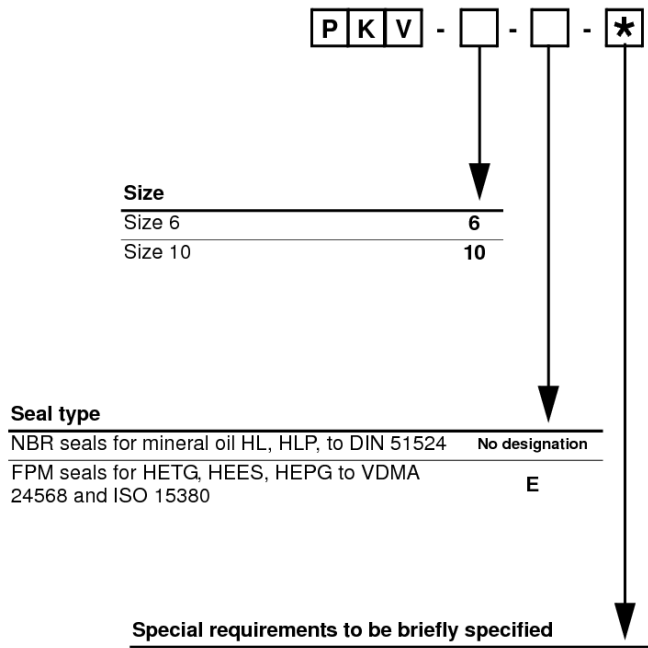 P K V - - - *
Size
Size 6 6
Size 10 10
Seal type
NBR seals for mineral oil HL, HLP, to DIN 51524 No designation
FPM seals for HETG, HEES, HEPG to VDMA
24568 and ISO 15380 E
Special requirements to be briefly specified